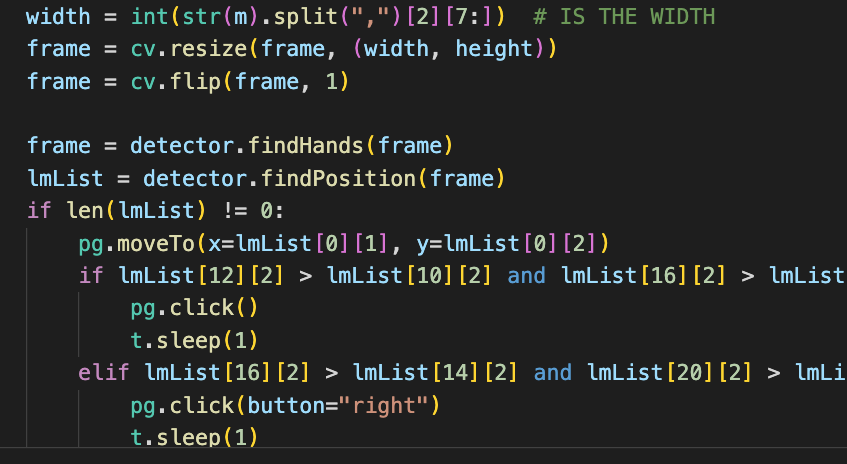 width = int(str(m).split(",")[2][7:])  # IS THE WIDTH
frame = cv.resize(frame, (width, height))
frame = cv.flip(frame, 1)
frame = detector.findHands(frame)
lmList = detector.findPosition(frame)
if len(lmList) != 0:
    pg.moveTo(x=lmList[0][1], y=lmList[0][2])
    if lmList[12][2] > lmList[10][2] and lmList[16][2] > lmList
        pg.click()
        t.sleep(1)
    elif lmList[16][2] > lmList[14][2] and lmList[20][2] > lmLi
        pg.click(button="right")
        t.sleep(1)